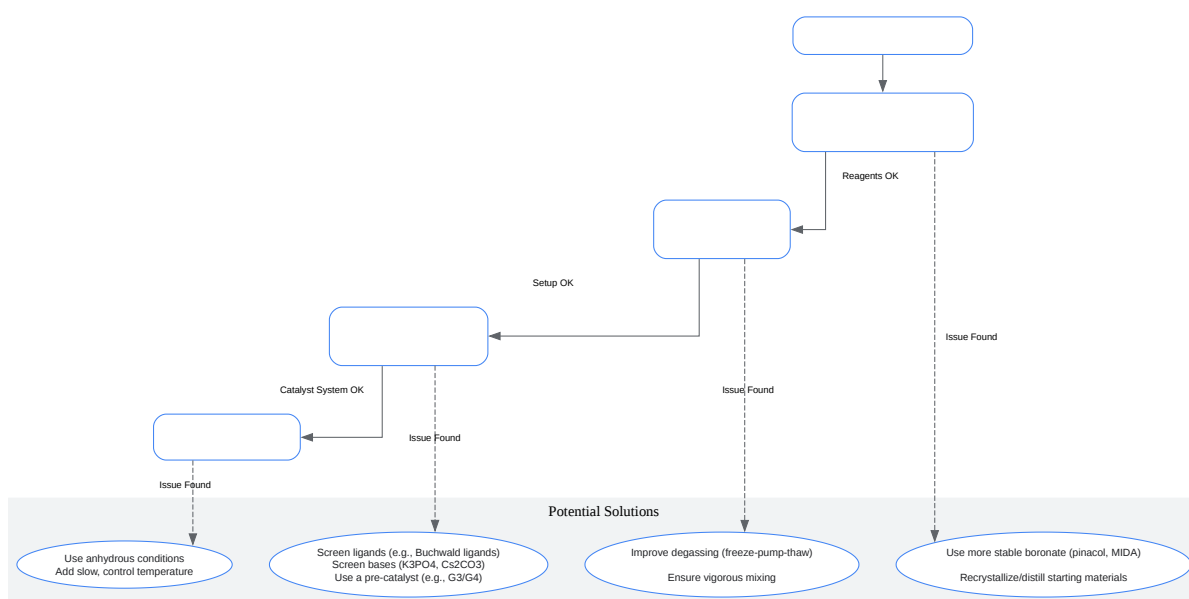 Reagents OK
Setup OK
Issue Found
Catalyst System OK
Issue Found
Issue Found
Issue Found
Potential Solutions
Use anhydrous conditions
Add slow, control temperature
Screen ligands (e.g., Buchwald ligands)
Screen bases (K3PO4, Cs2CO3)
Use a pre-catalyst (e.g., G3/G4)
Improve degassing (freeze-pump-thaw)
Ensure vigorous mixing
Use more stable boronate (pinacol, MIDA)
Recrystallize/distill starting materials